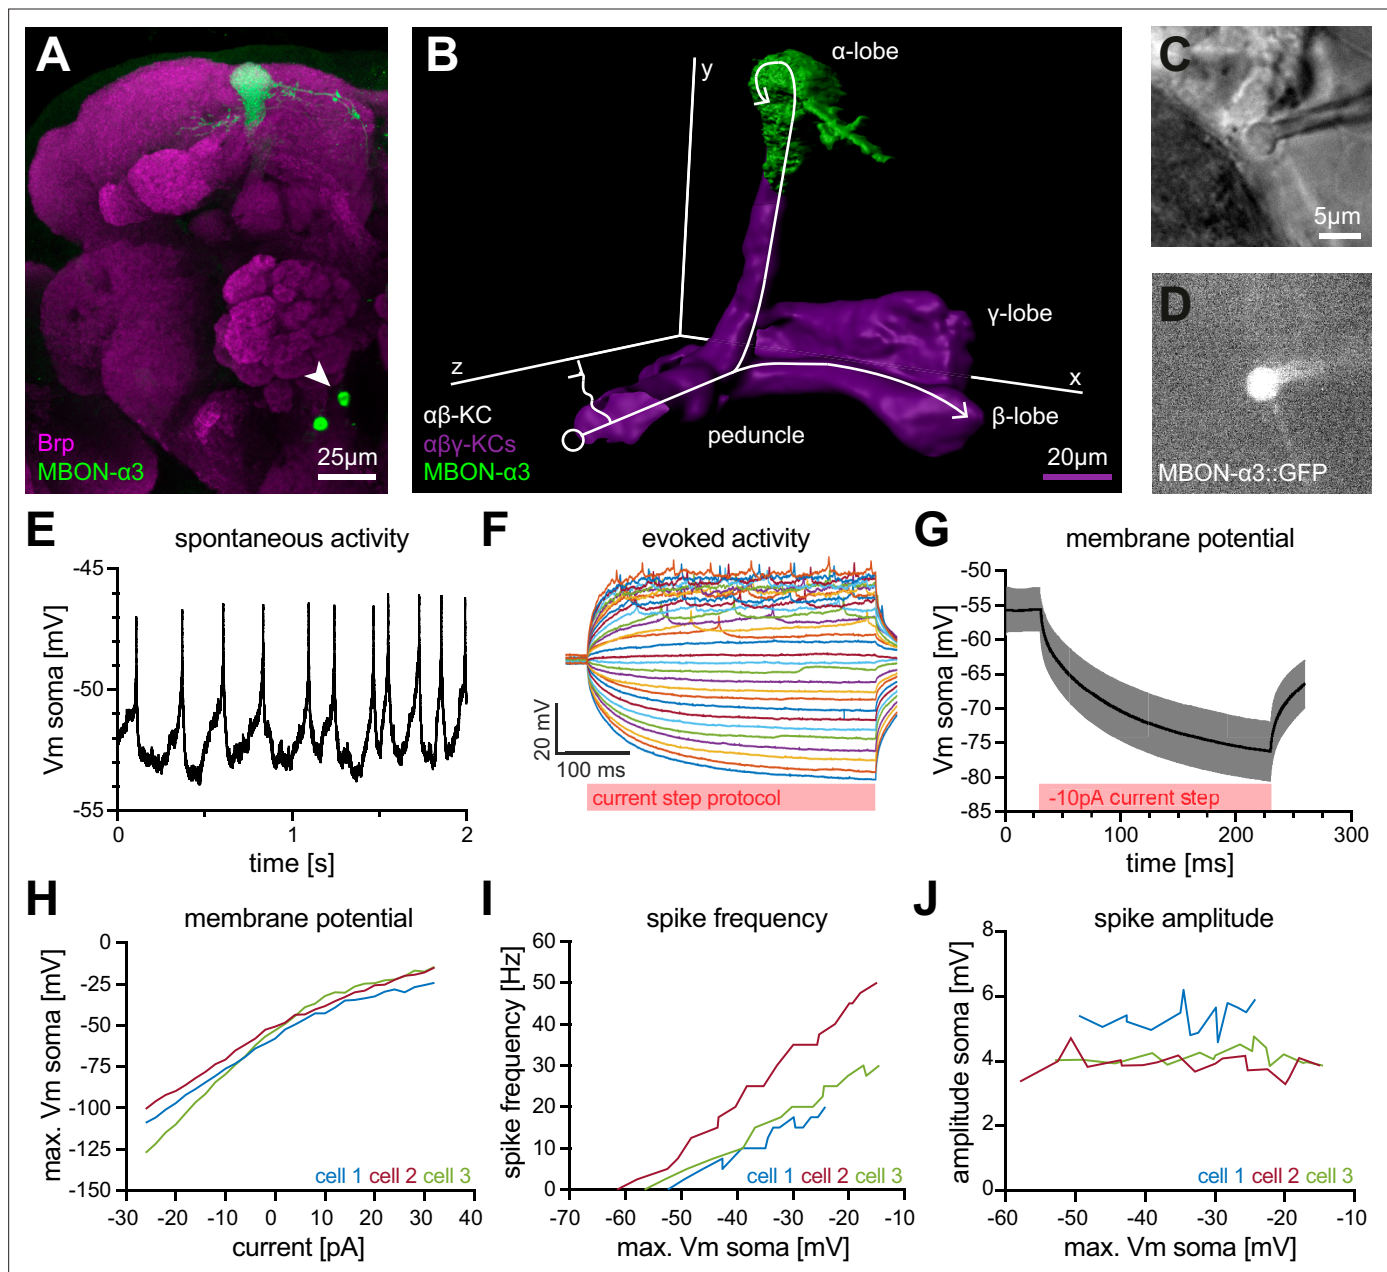 A
Brp
MBON-α3
25µm
B
α-lobe
y
γ-lobe
z
x
αβ-KC
αβγ-KCs
MBON-α3
peduncle
β-lobe
20µm
C
5µm
D
MBON-α3::GFP
E
spontaneous activity
Vm soma [mV]
-45
-50
-55
0
1
2
time [s]
F
evoked activity
20 mV
100 ms
current step protocol
G
membrane potential
Vm soma [mV]
-50
-55
-60
-65
-70
-75
-80
-85
-10pA current step
0
100
200
300
time [ms]
H
membrane potential
max. Vm soma [mV]
0
-25
-50
-75
-100
-125
-150
cell 1 cell 2 cell 3
-30 -20 -10 0 10 20 30 40
current [pA]
I
spike frequency
spike frequency [Hz]
60
50
40
30
20
10
0
cell 1 cell 2 cell 3
-70 -60 -50 -40 -30 -20 -10
max. Vm soma [mV]
J
spike amplitude
amplitude soma [mV]
8
6
4
2
0
cell 1 cell 2 cell 3
-60 -50 -40 -30 -20 -10
max. Vm soma [mV]